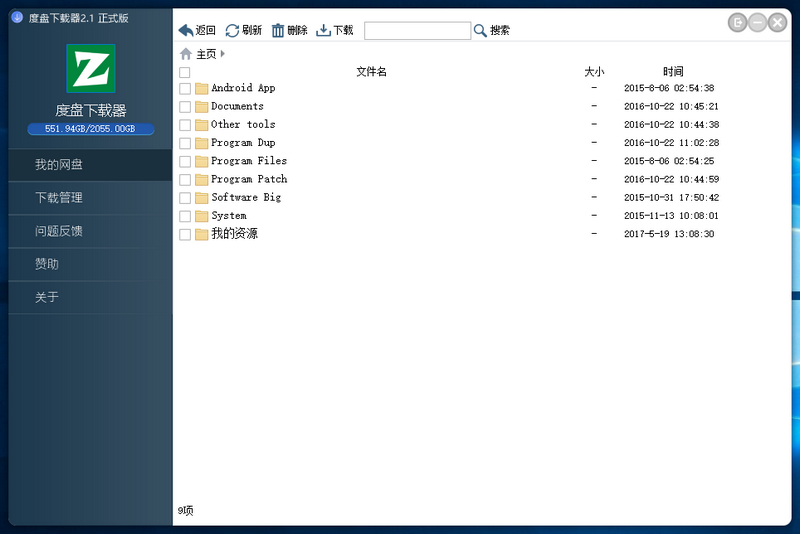 度盘下载器2.1 正式版
返回 刷新 删除 下载 搜索
主页
度盘下载器
551.94GB/2055.00GB
我的网盘
下载管理
问题反馈
赞助
关于
文件名 大小 时间
Android App - 2015-8-06 02:54:38
Documents - 2016-10-22 10:45:21
Other tools - 2016-10-22 10:44:38
Program Dup - 2016-10-22 11:02:28
Program Files - 2015-8-06 02:54:25
Program Patch - 2016-10-22 10:44:59
Software Big - 2015-10-31 17:50:42
System - 2015-11-13 10:08:01
我的资源 - 2017-5-19 13:08:30
9项